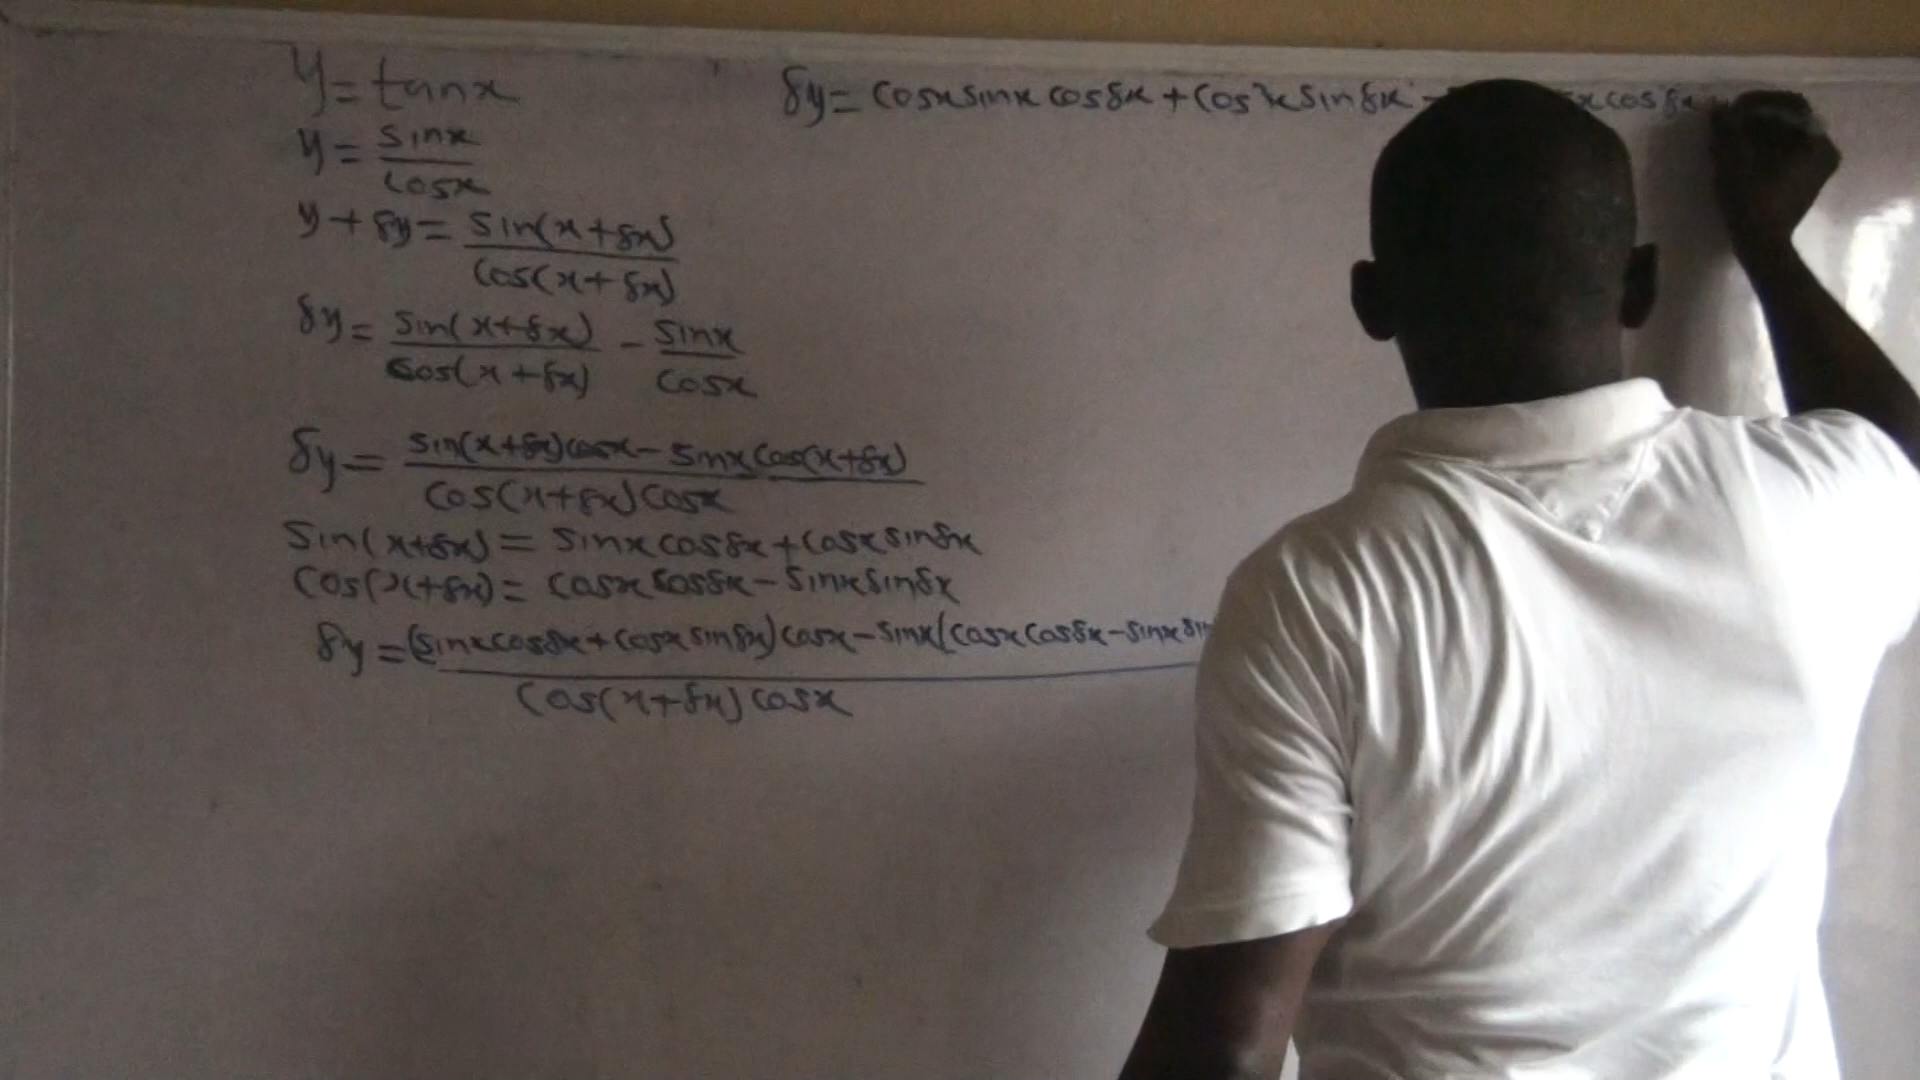 y = tanx
y = sinx/cosx
y + δy = sin(x+δx)/cos(x+δx)
δy = sin(x+δx)/cos(x+δx) - sinx/cosx
δy = sin(x+δx)cosx - sinx cos(x+δx)/cos(x+δx)cosx
sin(x+δx) = sinx cosδx + cosx sinδx
cos(x+δx) = cosx cosδx - sinx sinδx
δy = (sinx cosδx + cosx sinδx) cosx - sinx (cosx cosδx - sinx sin/cos(x+δx) cosx
δy = cosx sinx cosδx + cos²x sinδx - x cosδx